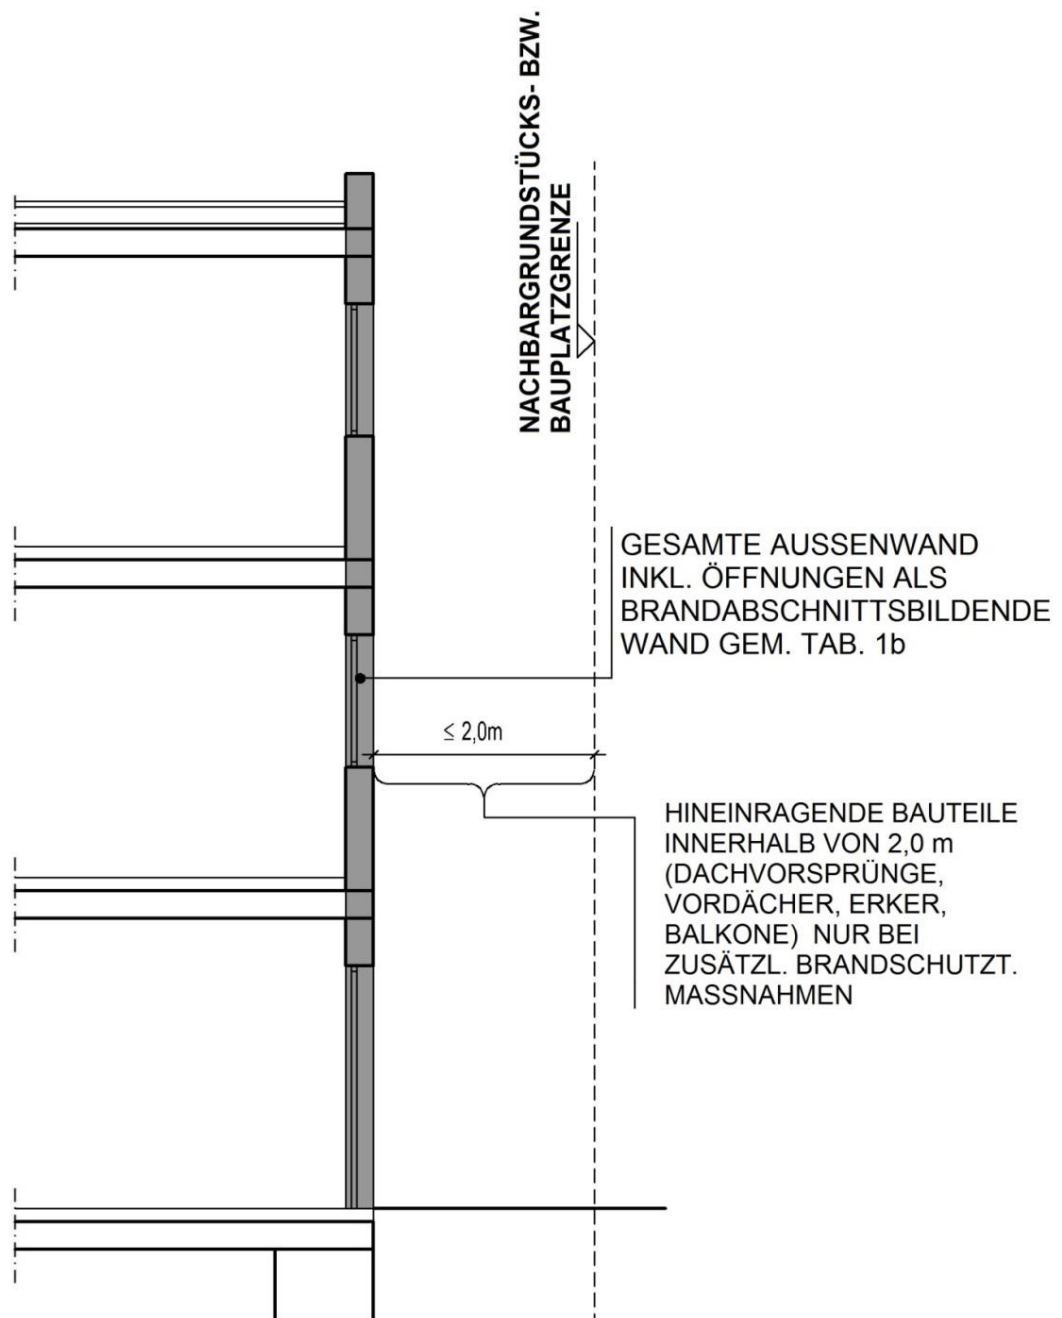 NACHBARGRUNDSTÜCKS- BZW.
BAUPLATZGRENZE
GESAMTE AUSSENWAND
INKL. ÖFFNUNGEN ALS
BRANDABSCHNITTSBILDENDE
WAND GEM. TAB. 1b
≤ 2,0m
HINEINRAGENDE BAUTEILE
INNERHALB VON 2,0 m
(DACHVORSPRÜNGE,
VORDÄCHER, ERKER,
BALKONE) NUR BEI
ZUSÄTZL. BRANDSCHUTZT.
MASSNAHMEN